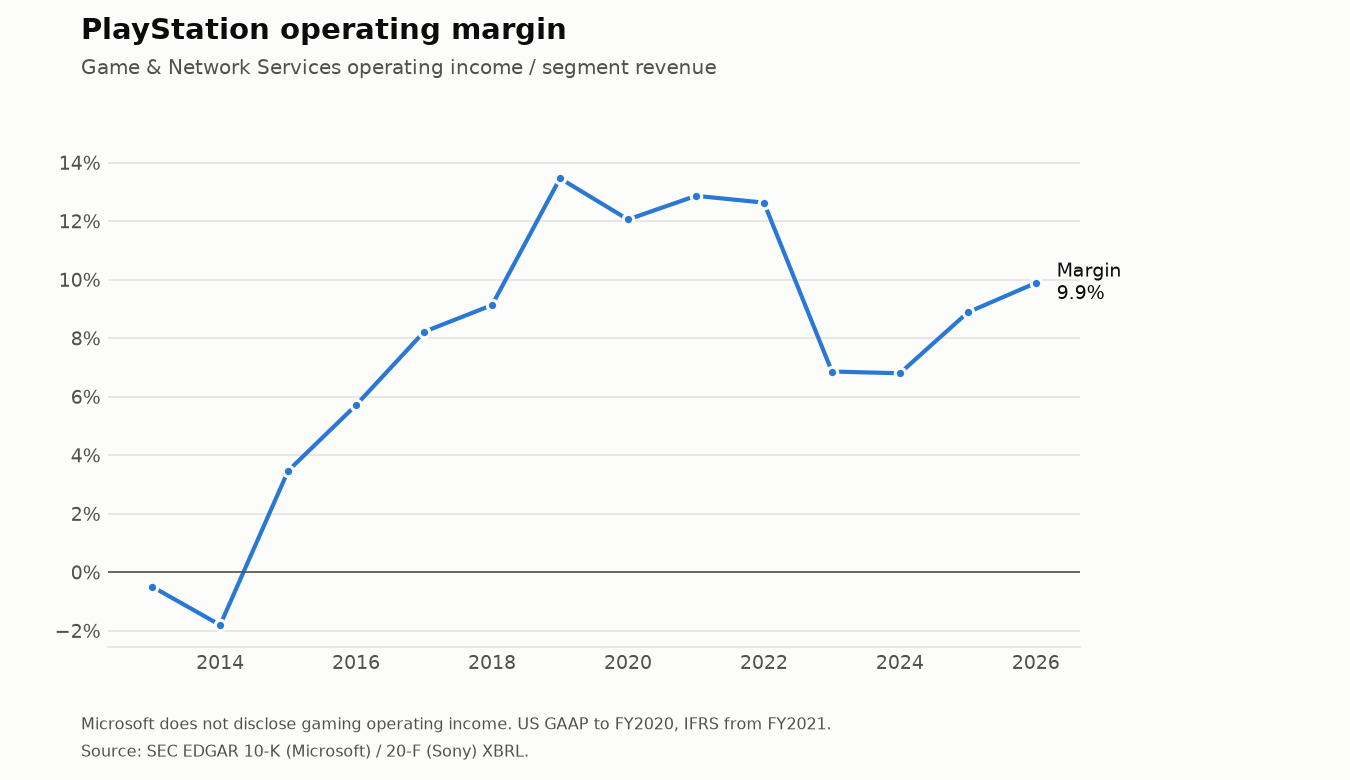 PlayStation operating margin
Game & Network Services operating income / segment revenue
14%
12%
10%
8%
6%
4%
2%
0%
−2%
Margin
9.9%
2014 2016 2018 2020 2022 2024 2026
Microsoft does not disclose gaming operating income. US GAAP to FY2020, IFRS from FY2021.
Source: SEC EDGAR 10-K (Microsoft) / 20-F (Sony) XBRL.